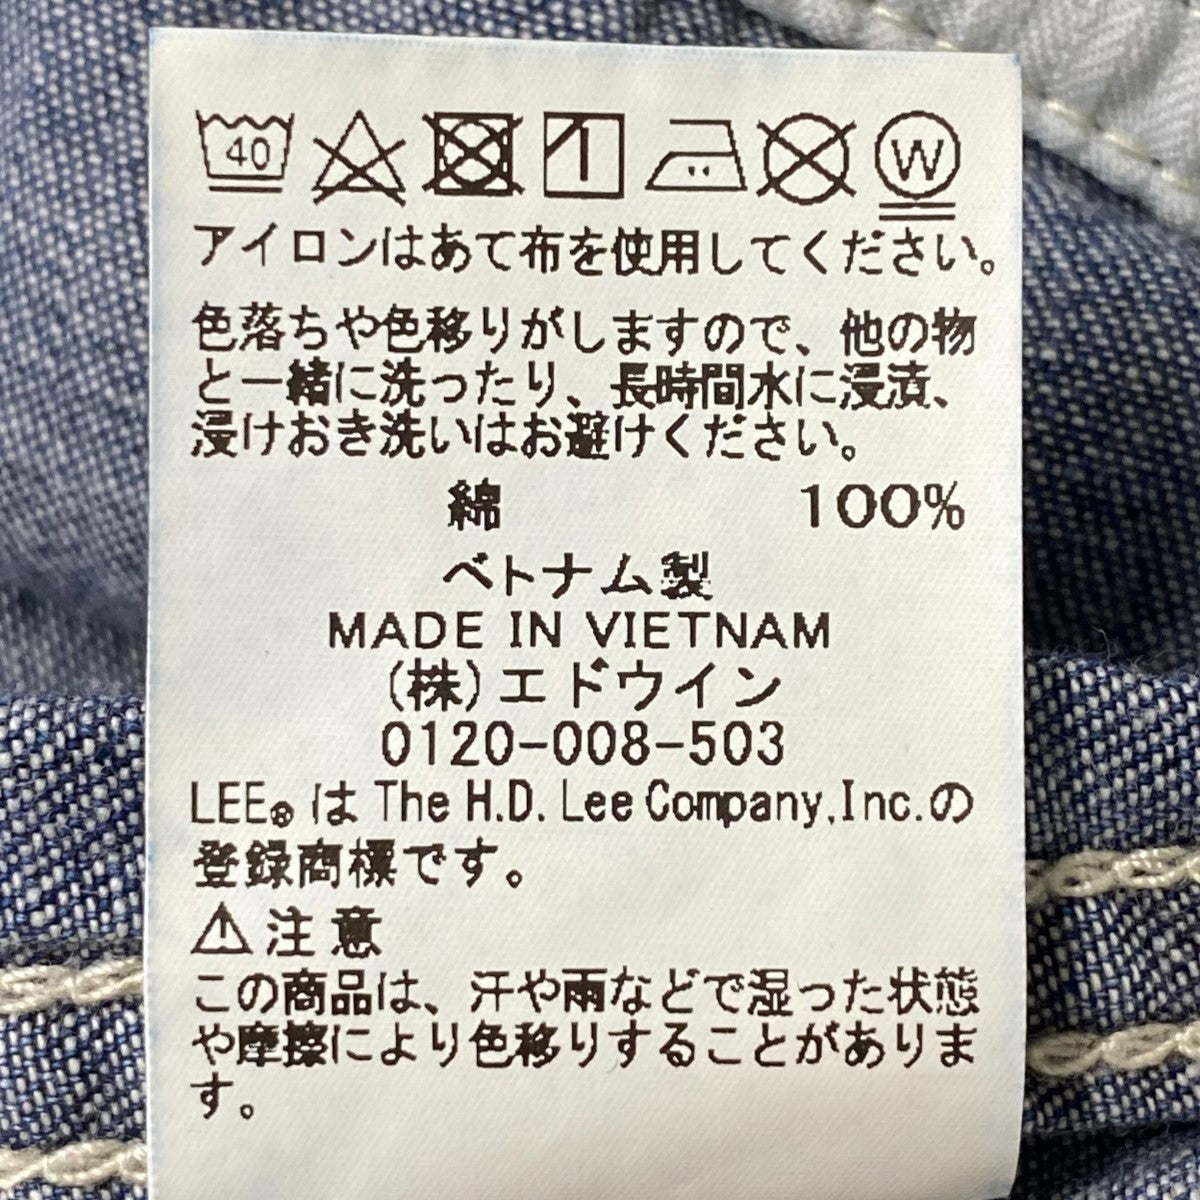 40 W
アイロンはあて布を使用してください。
色落ちや色移りがしますので、他の物
と一緒に洗ったり、長時間水に浸漬、
浸けおき洗いはお避けください。
綿 100%
ベトナム製
MADE IN VIETNAM
(株)エドウイン
0120-008-503
LEE®はThe H.D. Lee Company,Inc.の
登録商標です。
⚠注意
この商品は、汗や雨などで湿った状態
や摩擦により色移りすることがありま
す。